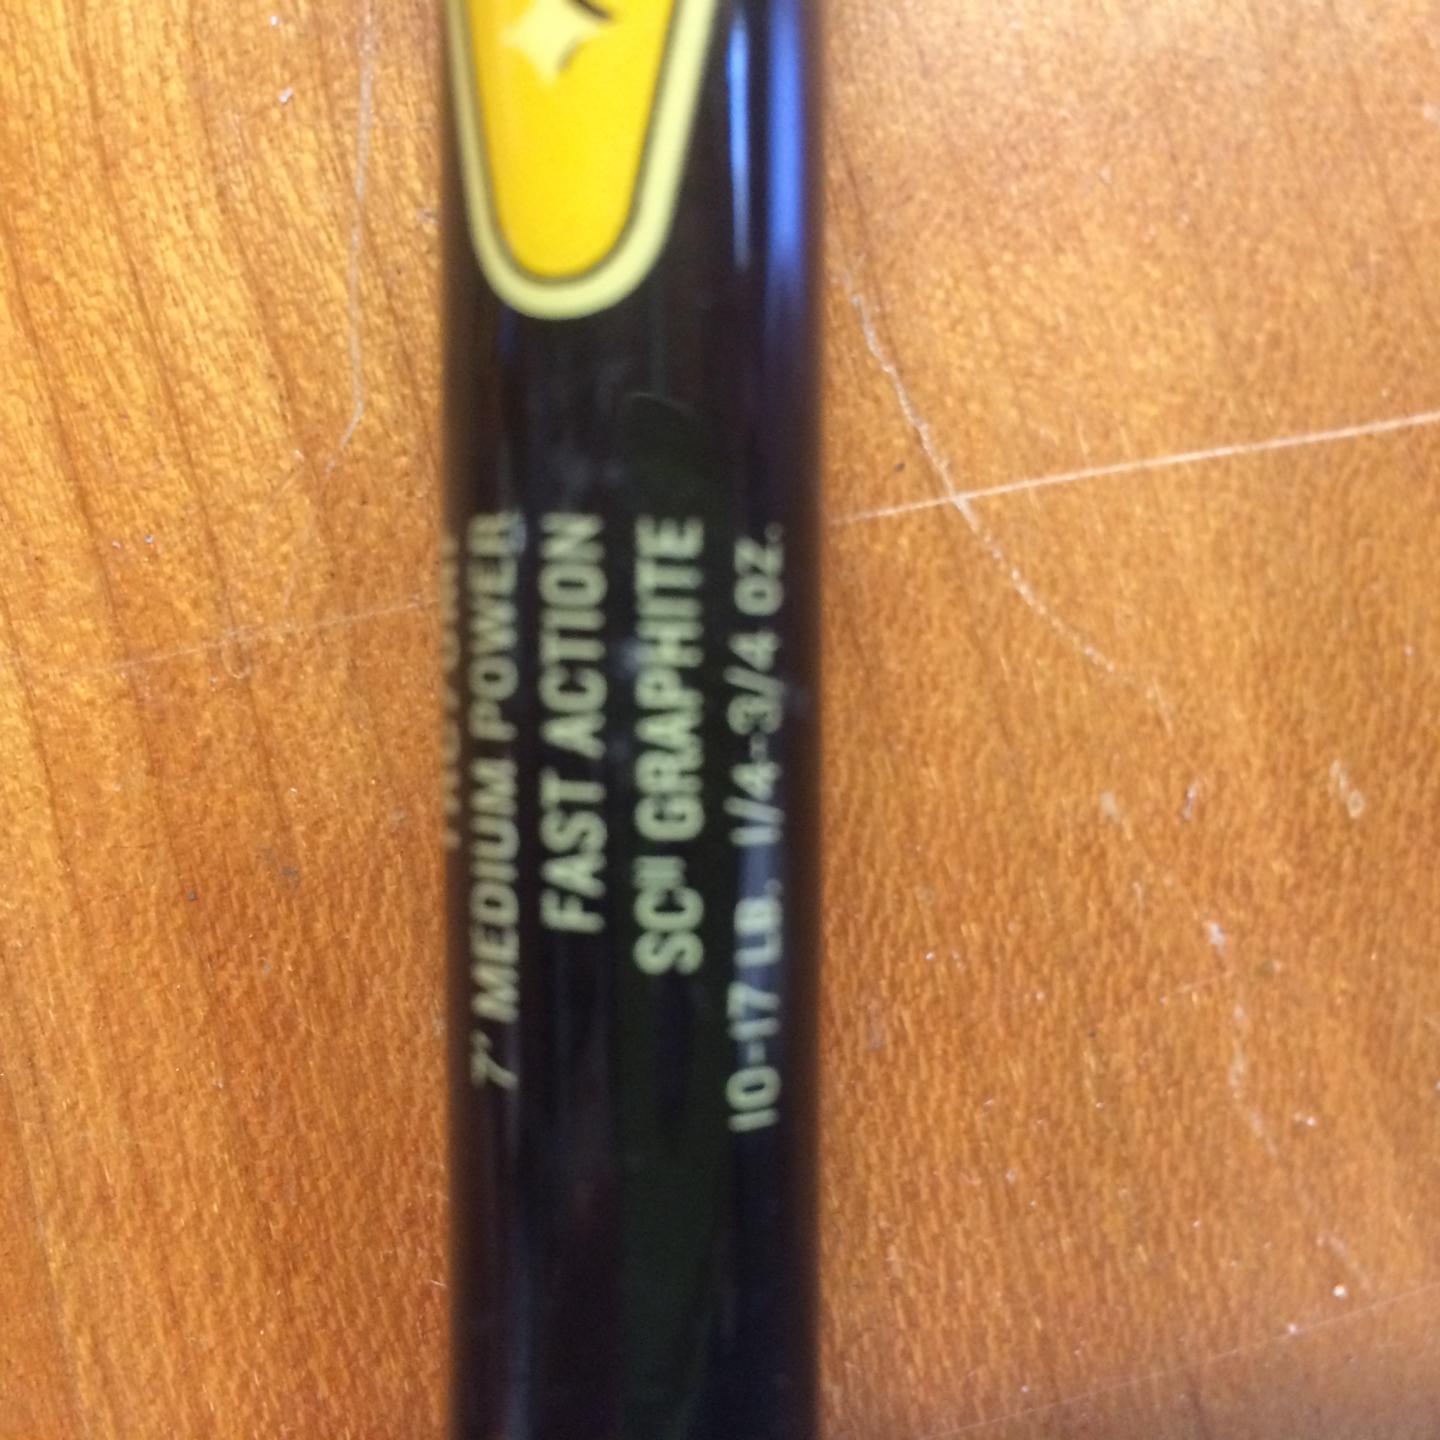 7' MEDIUM POWER
FAST ACTION
SCII GRAPHITE
10-17 LB. 1/4-3/4 OZ.